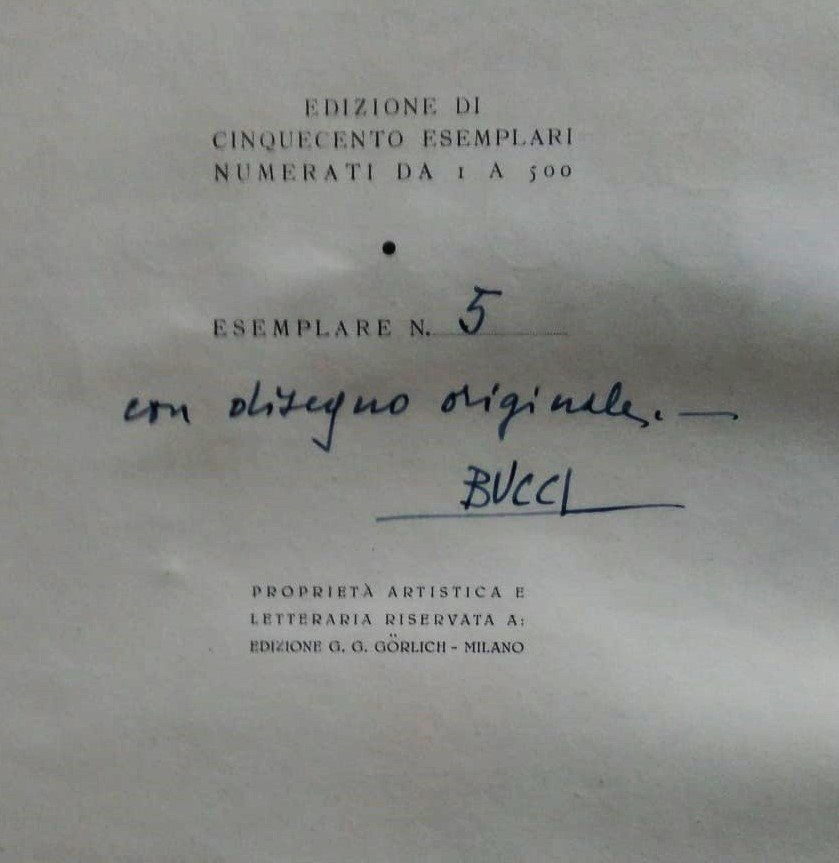 EDIZIONE DI
CINQUECENTO ESEMPLARI
NUMERATI DA 1 A 500
ESEMPLARE N. 5
con disegno originale. —
BUCCI
PROPRIETÀ ARTISTICA E
LETTERARIA RISERVATA A:
EDIZIONE G. G. GÖRLICH - MILANO